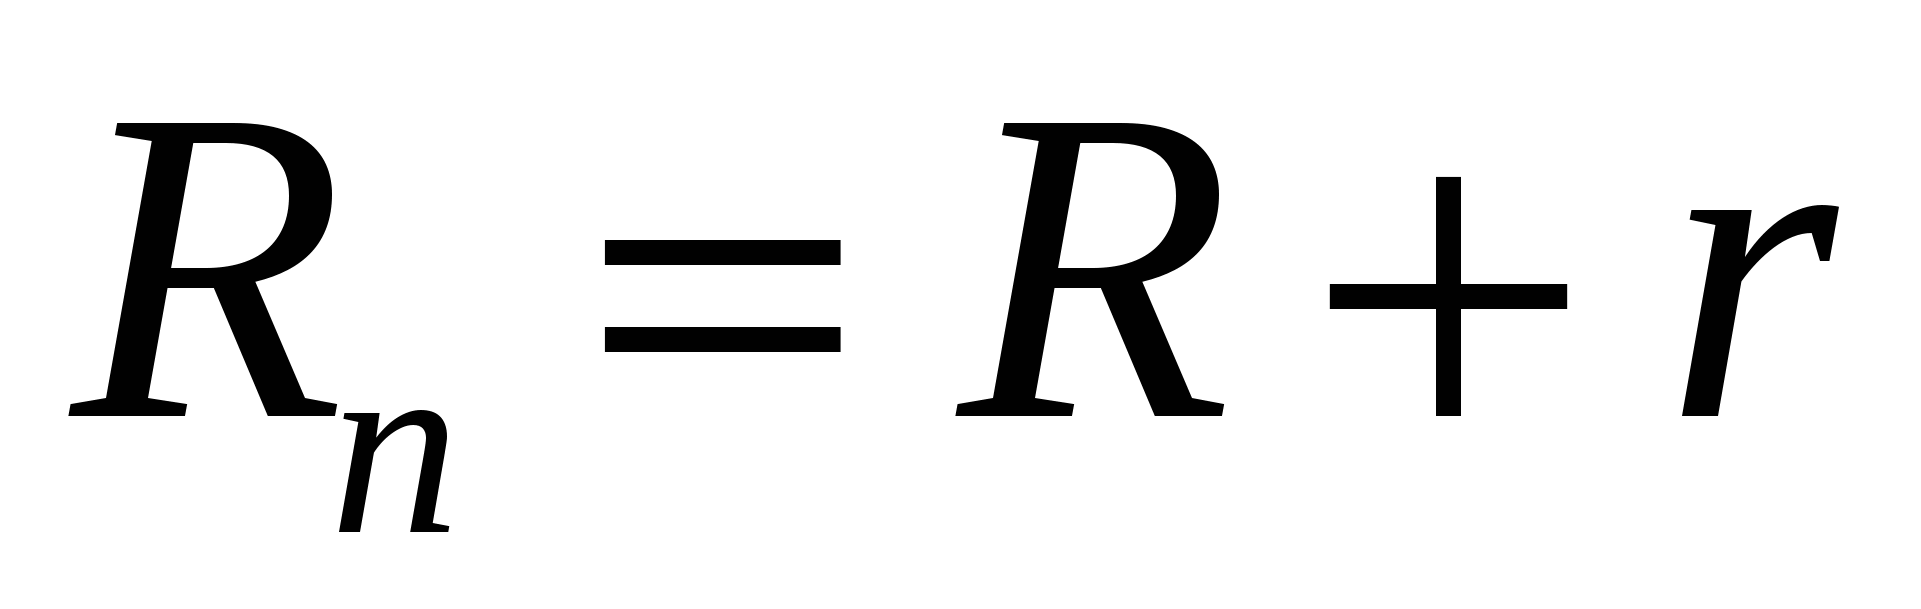 Rₙ = R + r